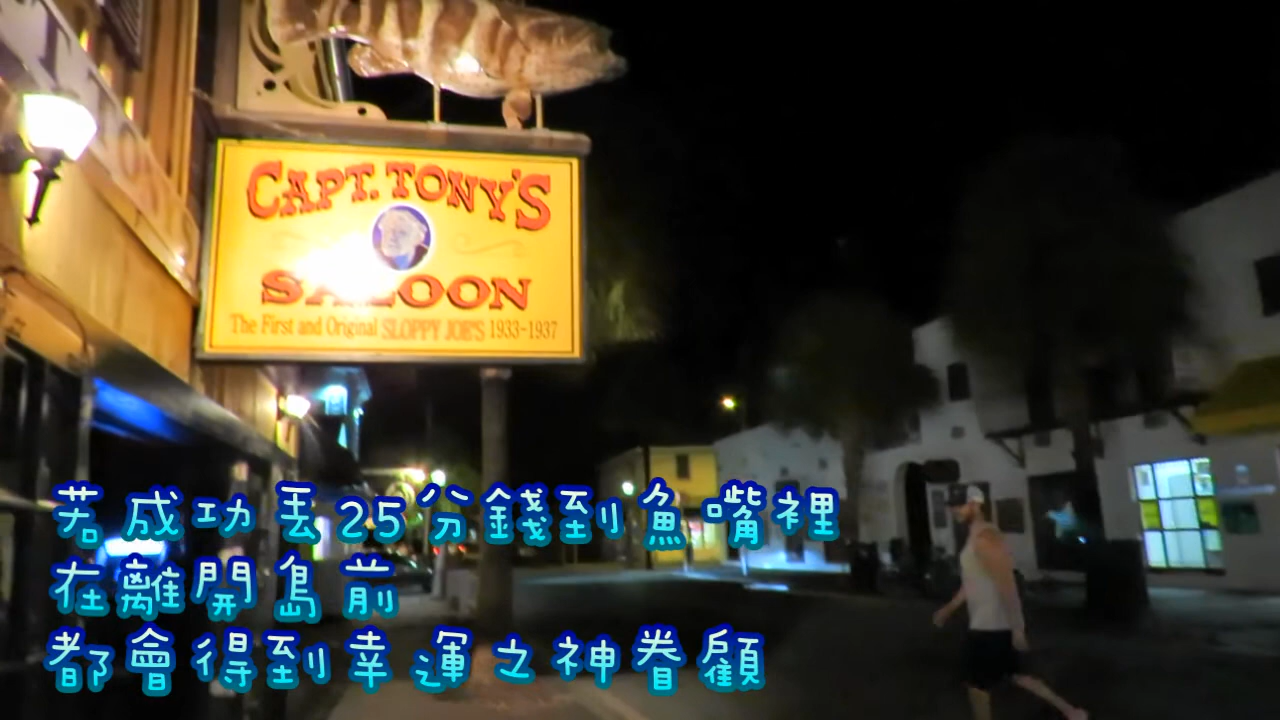 CAPT. TONY'S
SALOON
The First and Original SLOPPY JOE'S 1933-1937
若成功丟25分錢到魚嘴裡
在離開島前
都會得到幸運之神眷顧